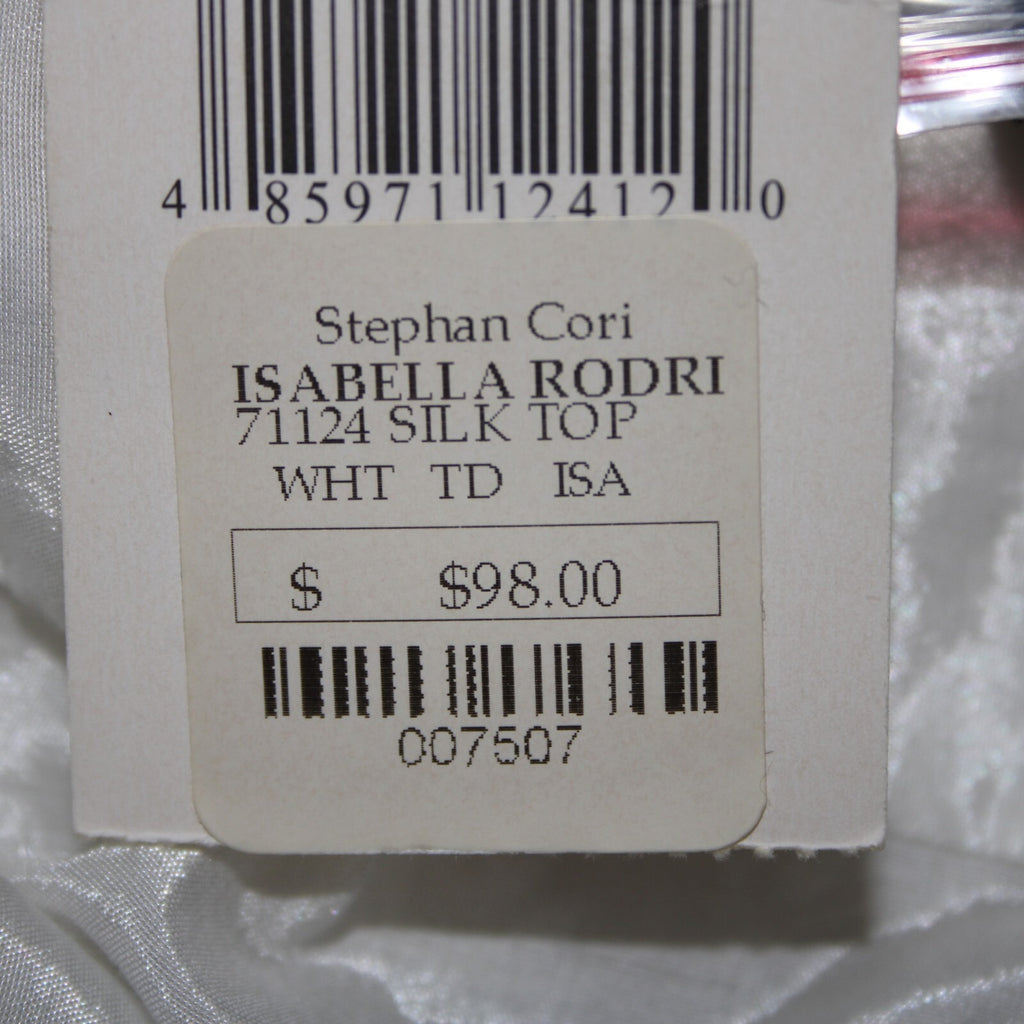 4 85971 12412 0
Stephan Cori
ISABELLA RODRI
71124 SILK TOP
WHT TD ISA
$ $98.00
007507